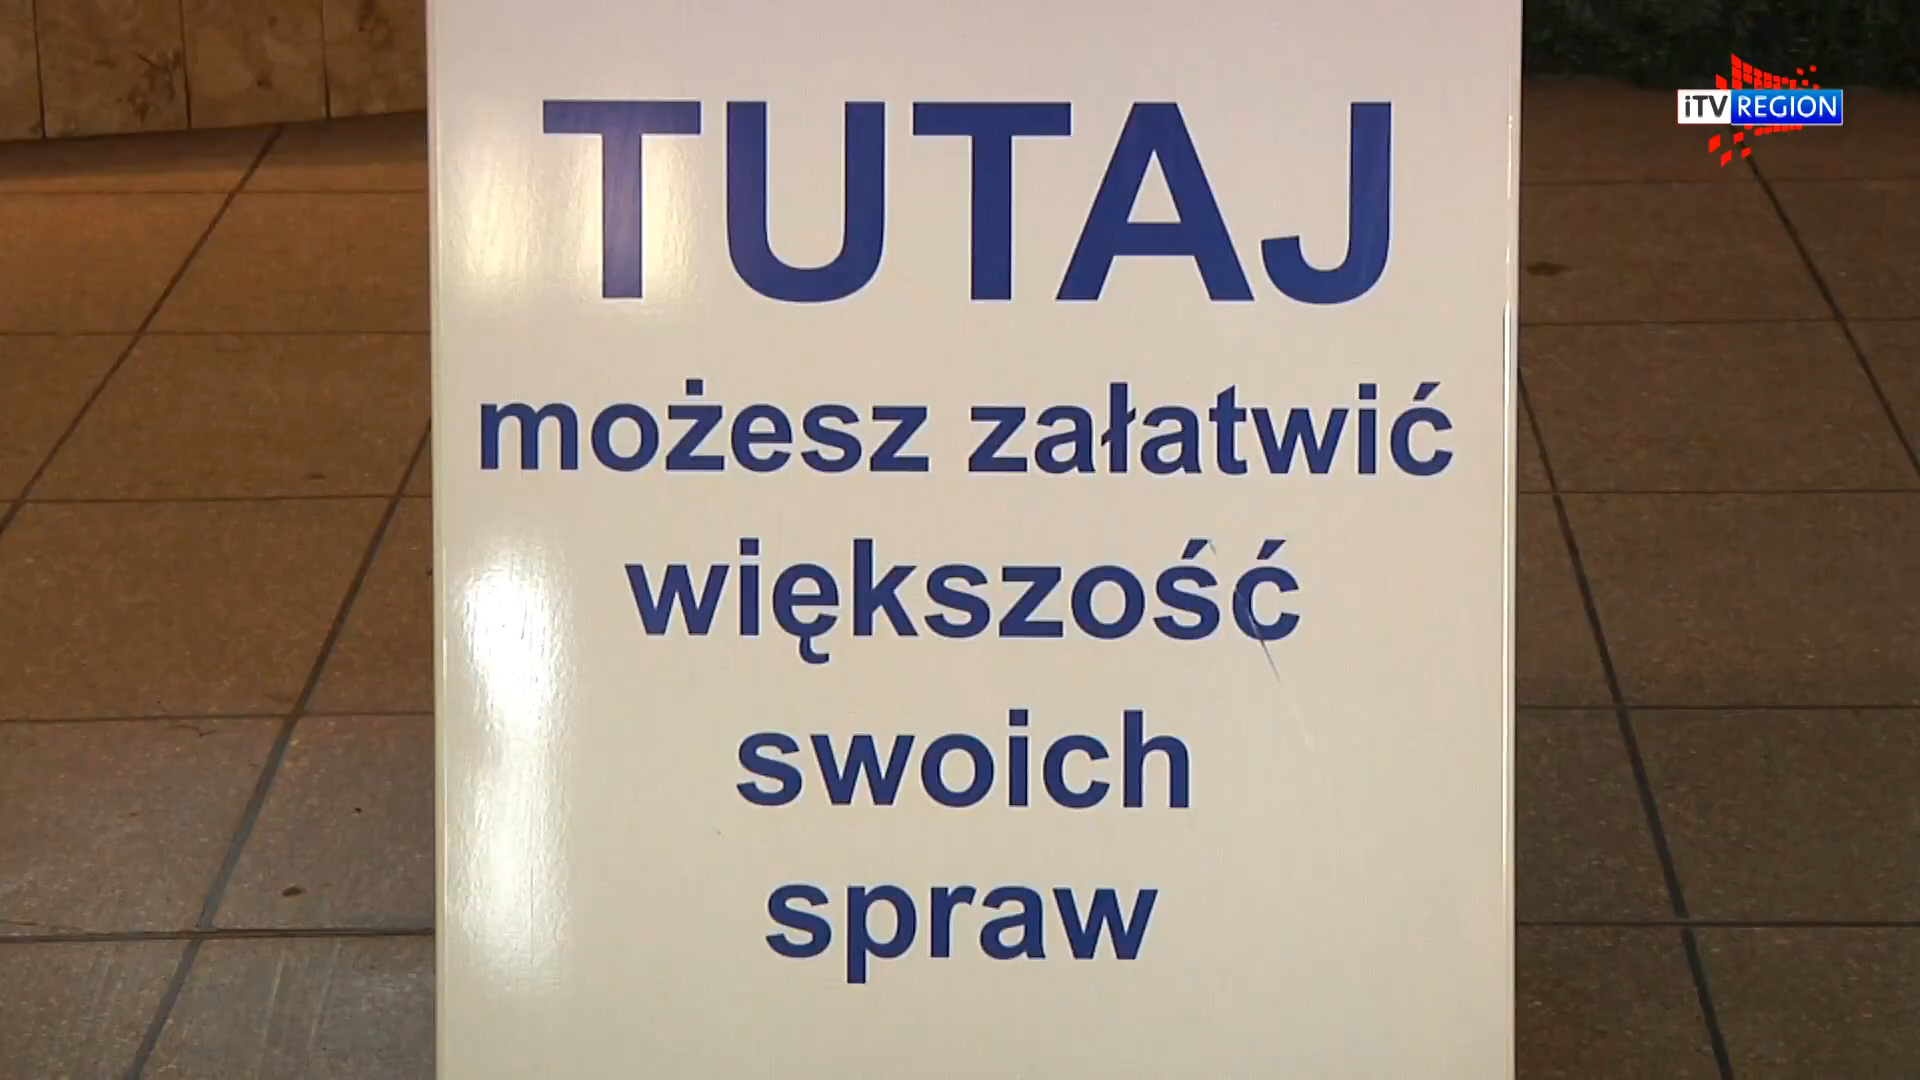 iTV REGION
TUTAJ
możesz załatwić
większość
swoich
spraw